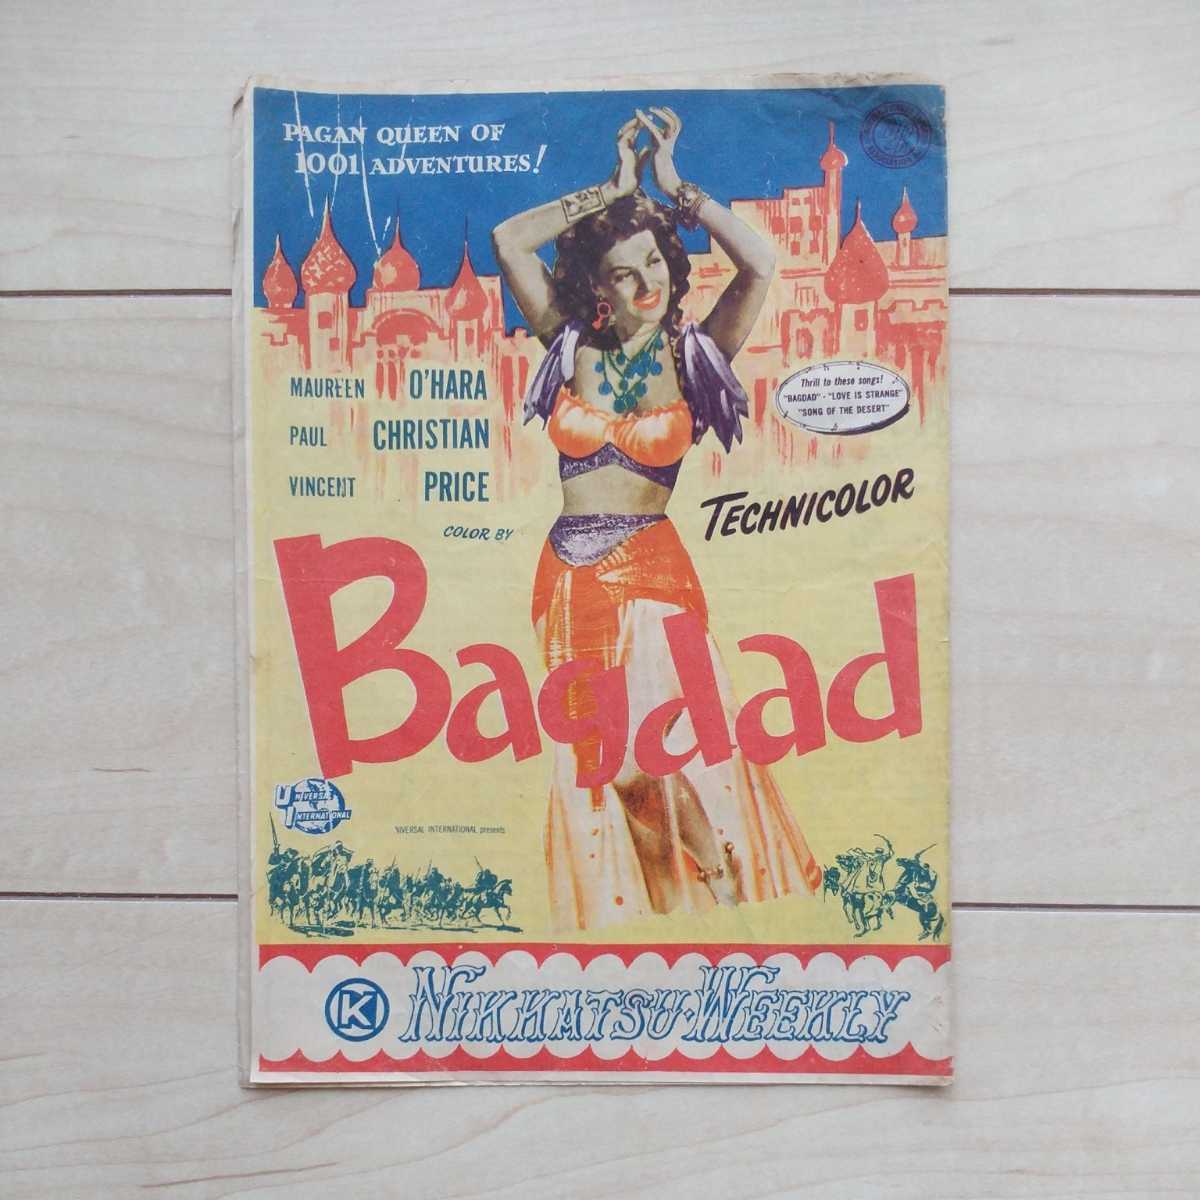 PAGAN QUEEN OF
1001 ADVENTURES!
MAUREEN O'HARA
PAUL CHRISTIAN
VINCENT PRICE
Thrill to these songs!
"BAGDAD" - "LOVE IS STRANGE"
"SONG OF THE DESERT"
COLOR BY TECHNICOLOR
Bagdad
UNIVERSAL
INTERNATIONAL
UNIVERSAL INTERNATIONAL presents
K NIKKATSU·WEEKLY